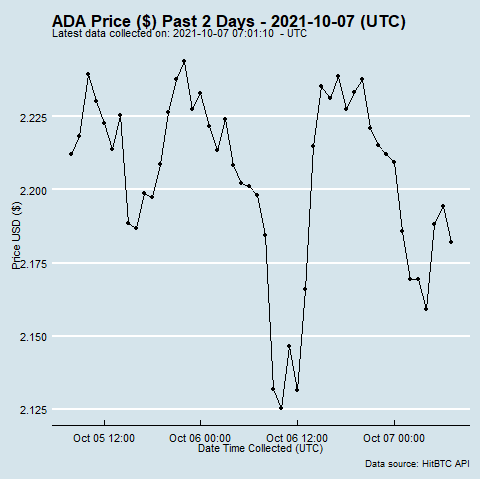 ADA Price ($) Past 2 Days - 2021-10-07 (UTC)
Latest data collected on: 2021-10-07 07:01:10  - UTC
2.225
2.200
2.175
2.150
2.125
Price USD ($)
Oct 05 12:00
Oct 06 00:00
Oct 06 12:00
Oct 07 00:00
Date Time Collected (UTC)
Data source: HitBTC API